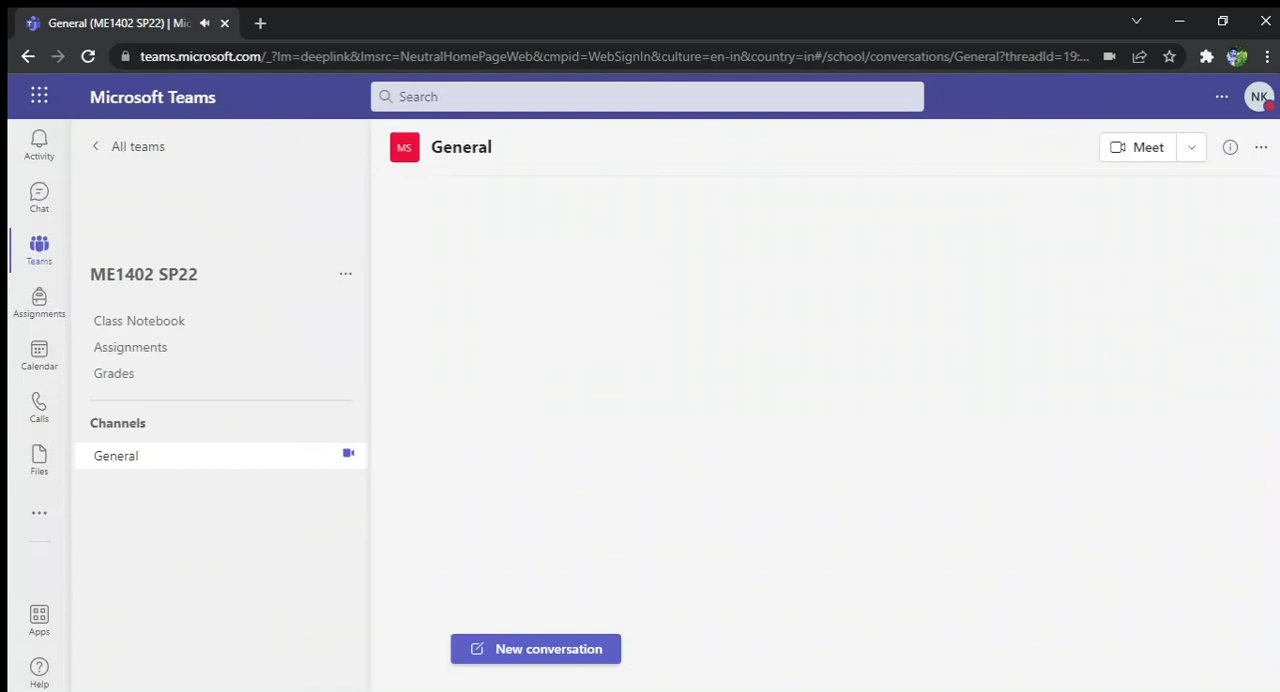 General (ME1402 SP22) | Mic
teams.microsoft.com/_?lm=deeplink&lmsrc=NeutralHomePageWeb&cmpid=WebSignIn&culture=en-in&country=in#/school/conversations/General?threadId=19:...
Microsoft Teams
Search
NK
Activity
Chat
Teams
Assignments
Calendar
Calls
Files
Apps
Help
All teams
ME1402 SP22
Class Notebook
Assignments
Grades
Channels
General
MS General
Meet
New conversation